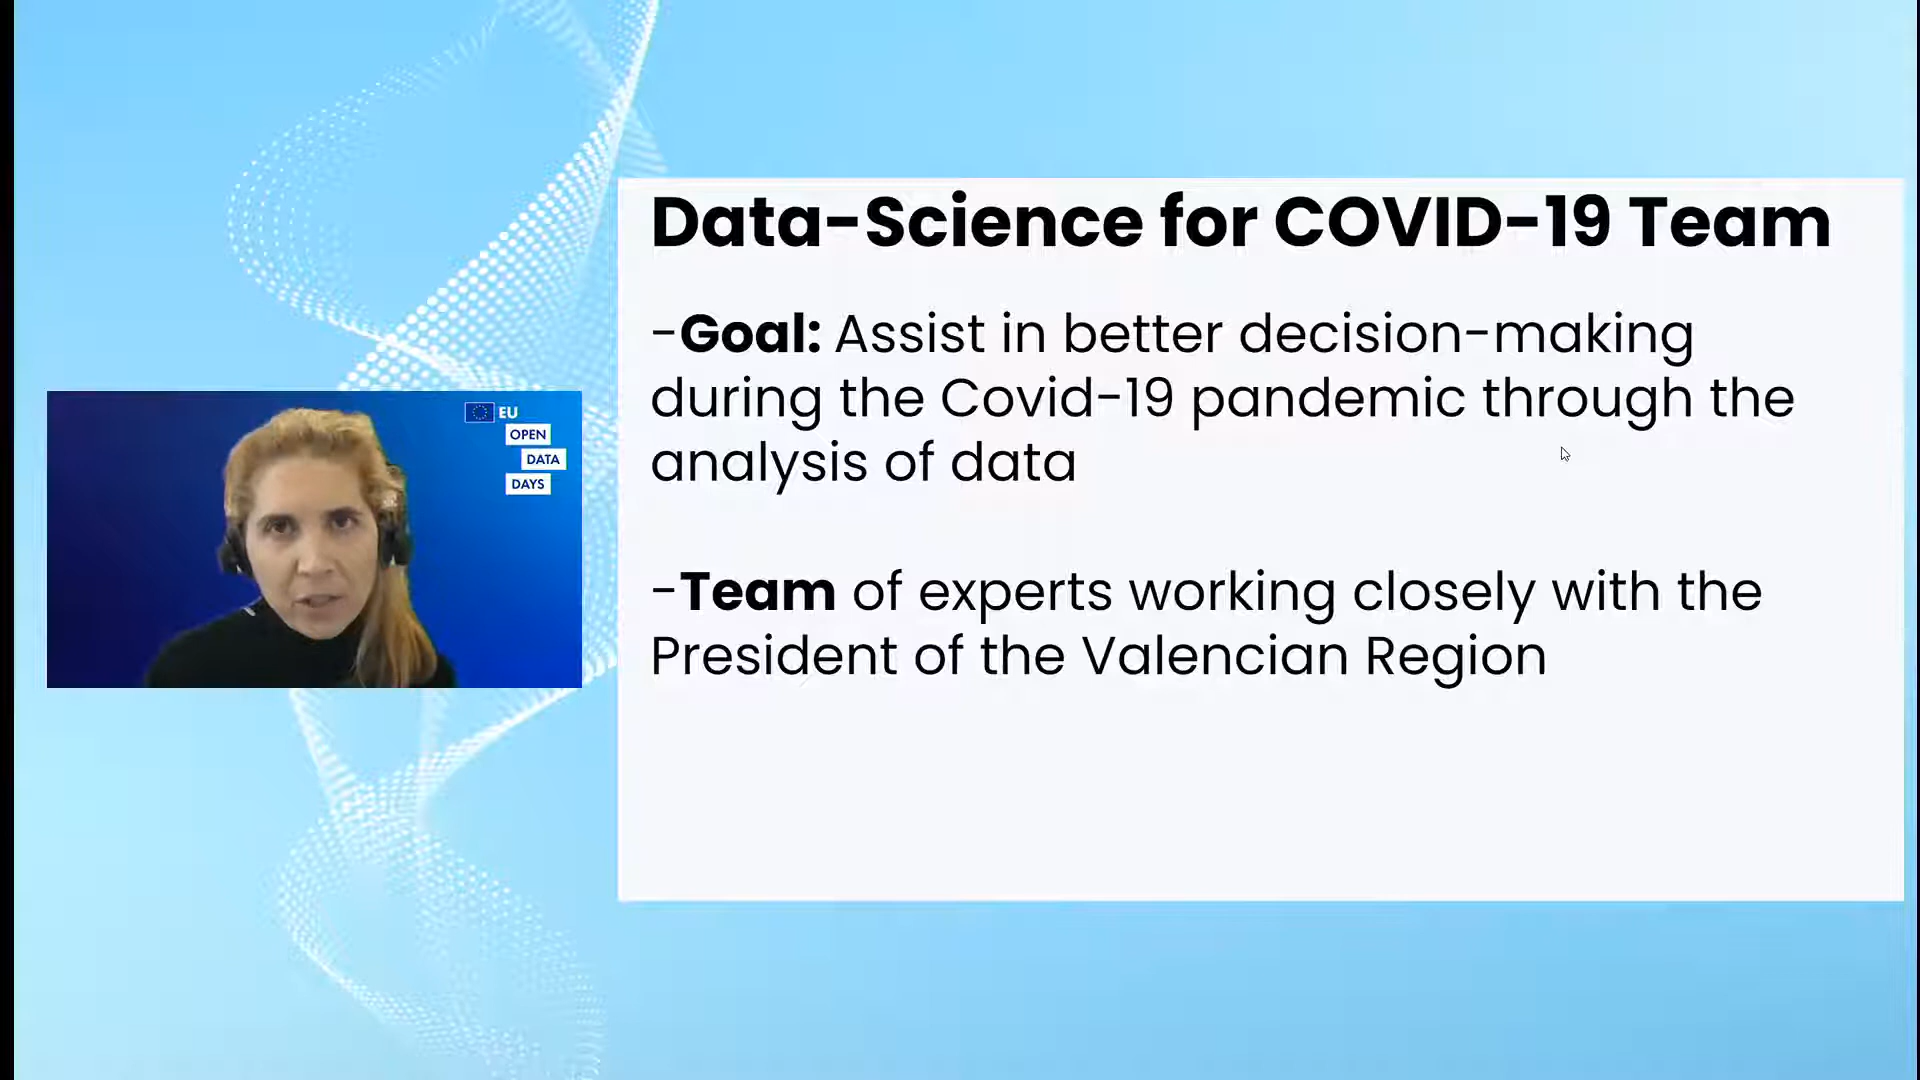 Data-Science for COVID-19 Team
-Goal: Assist in better decision-making
during the Covid-19 pandemic through the
analysis of data
-Team of experts working closely with the
President of the Valencian Region
EU
OPEN
DATA
DAYS